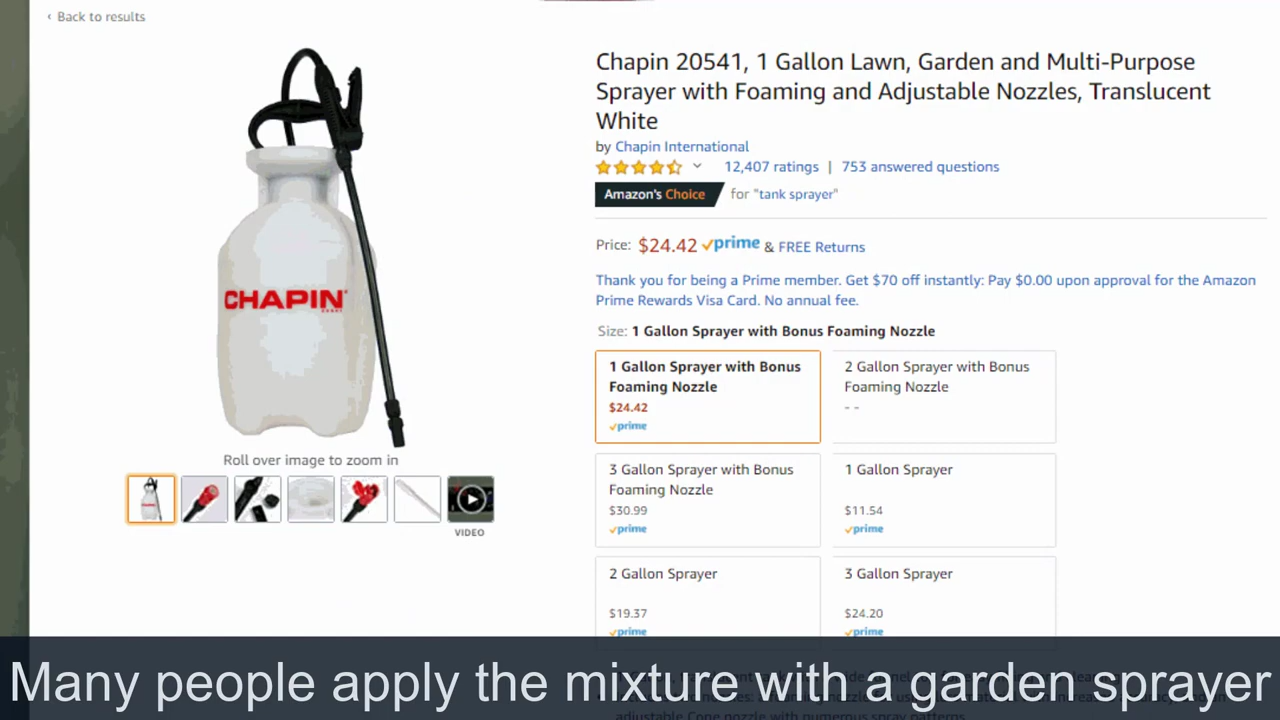 ‹ Back to results
Chapin 20541, 1 Gallon Lawn, Garden and Multi-Purpose
Sprayer with Foaming and Adjustable Nozzles, Translucent
White
by Chapin International
12,407 ratings | 753 answered questions
Amazon's Choice for "tank sprayer"
Price: $24.42 prime & FREE Returns
Thank you for being a Prime member. Get $70 off instantly: Pay $0.00 upon approval for the Amazon
Prime Rewards Visa Card. No annual fee.
Size: 1 Gallon Sprayer with Bonus Foaming Nozzle
1 Gallon Sprayer with Bonus
Foaming Nozzle
$24.42
prime
2 Gallon Sprayer with Bonus
Foaming Nozzle
- -
3 Gallon Sprayer with Bonus
Foaming Nozzle
$30.99
prime
1 Gallon Sprayer
$11.54
prime
2 Gallon Sprayer
$19.37
prime
3 Gallon Sprayer
$24.20
prime
CHAPIN
Roll over image to zoom in
VIDEO
Many people apply the mixture with a garden sprayer
adjustable Cone nozzle with numerous spray patterns